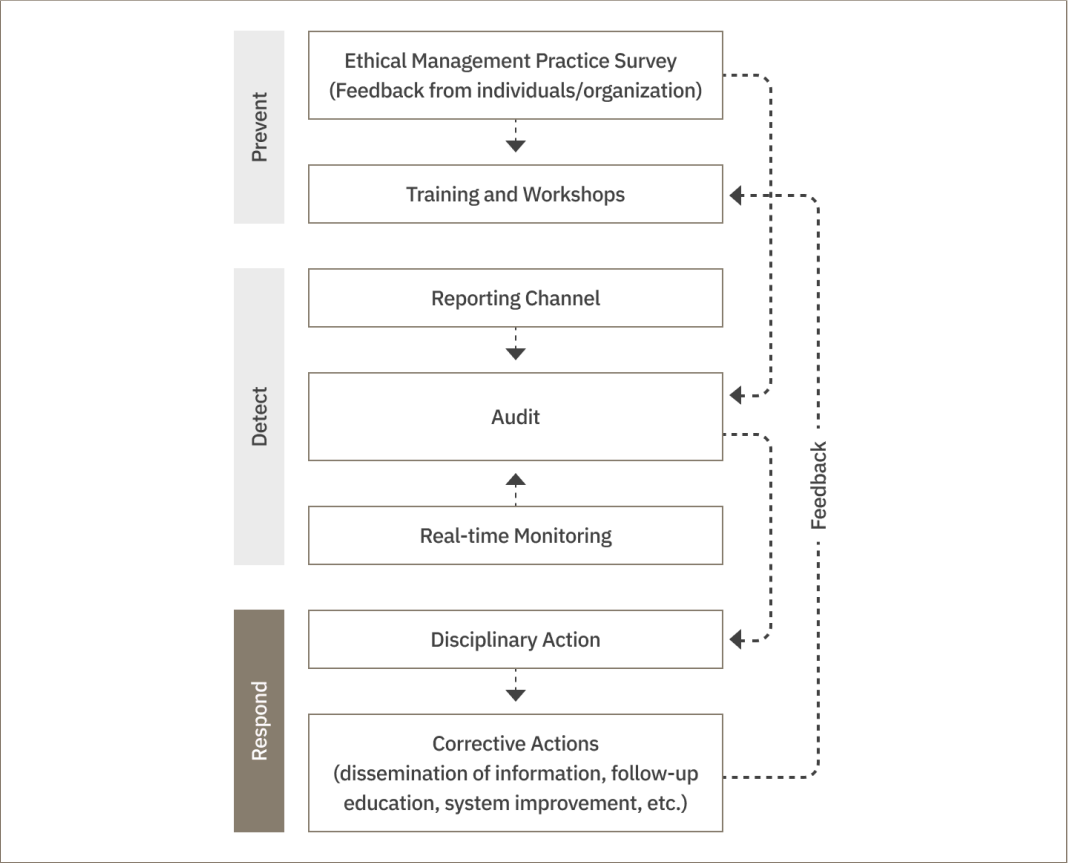 Prevent
Ethical Management Practice Survey
(Feedback from individuals/organization)
Training and Workshops
Detect
Reporting Channel
Audit
Real-time Monitoring
Feedback
Respond
Disciplinary Action
Corrective Actions
(dissemination of information, follow-up
education, system improvement, etc.)